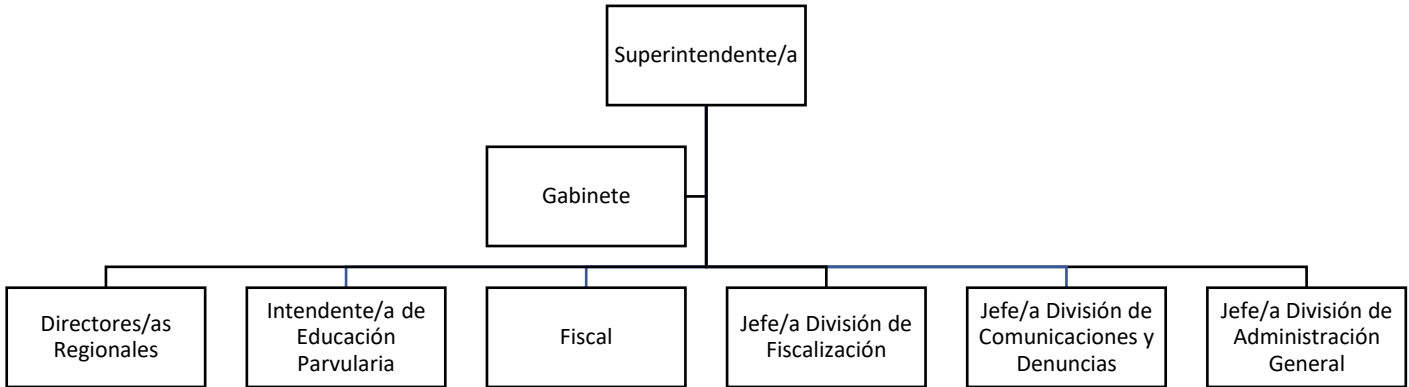 Superintendente/a
Gabinete
Directores/as
Regionales
Intendente/a de
Educación
Parvularia
Fiscal
Jefe/a División de
Fiscalización
Jefe/a División de
Comunicaciones y
Denuncias
Jefe/a División de
Administración
General